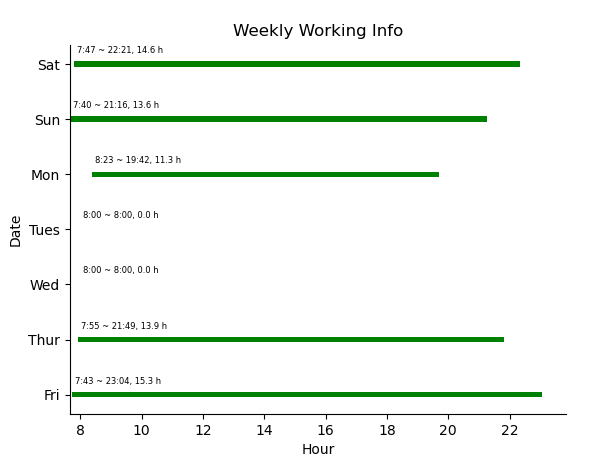 Weekly Working Info
Sat
7:47 ~ 22:21, 14.6 h
Sun
7:40 ~ 21:16, 13.6 h
Mon
8:23 ~ 19:42, 11.3 h
Tues
8:00 ~ 8:00, 0.0 h
Wed
8:00 ~ 8:00, 0.0 h
Thur
7:55 ~ 21:49, 13.9 h
Fri
7:43 ~ 23:04, 15.3 h
Date
8 10 12 14 16 18 20 22
Hour